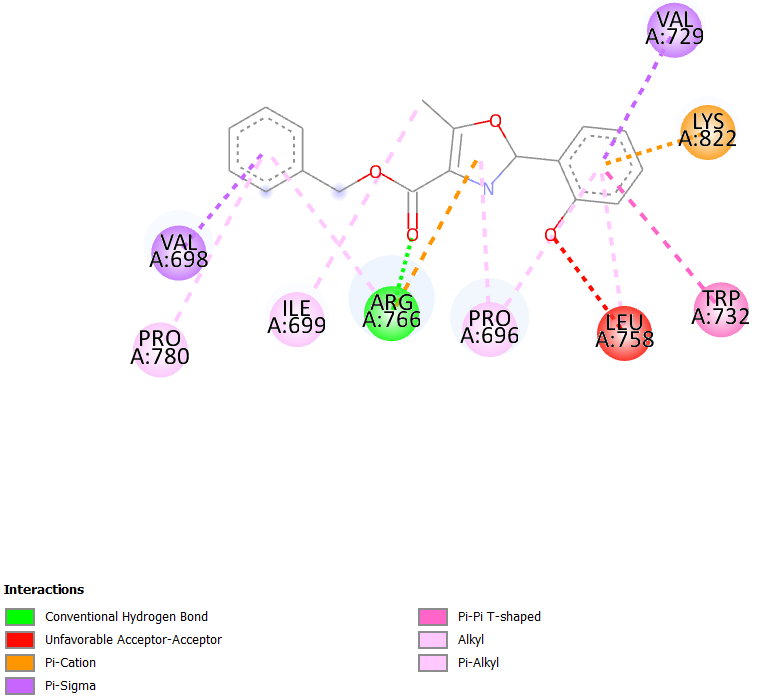 VAL
A:729
LYS
A:822
O
O
N
O
O
O
VAL
A:698
ILE
A:699
ARG
A:766
PRO
A:696
TRP
A:732
LEU
A:758
PRO
A:780
Interactions
Conventional Hydrogen Bond
Unfavorable Acceptor-Acceptor
Pi-Cation
Pi-Sigma
Pi-Pi T-shaped
Alkyl
Pi-Alkyl